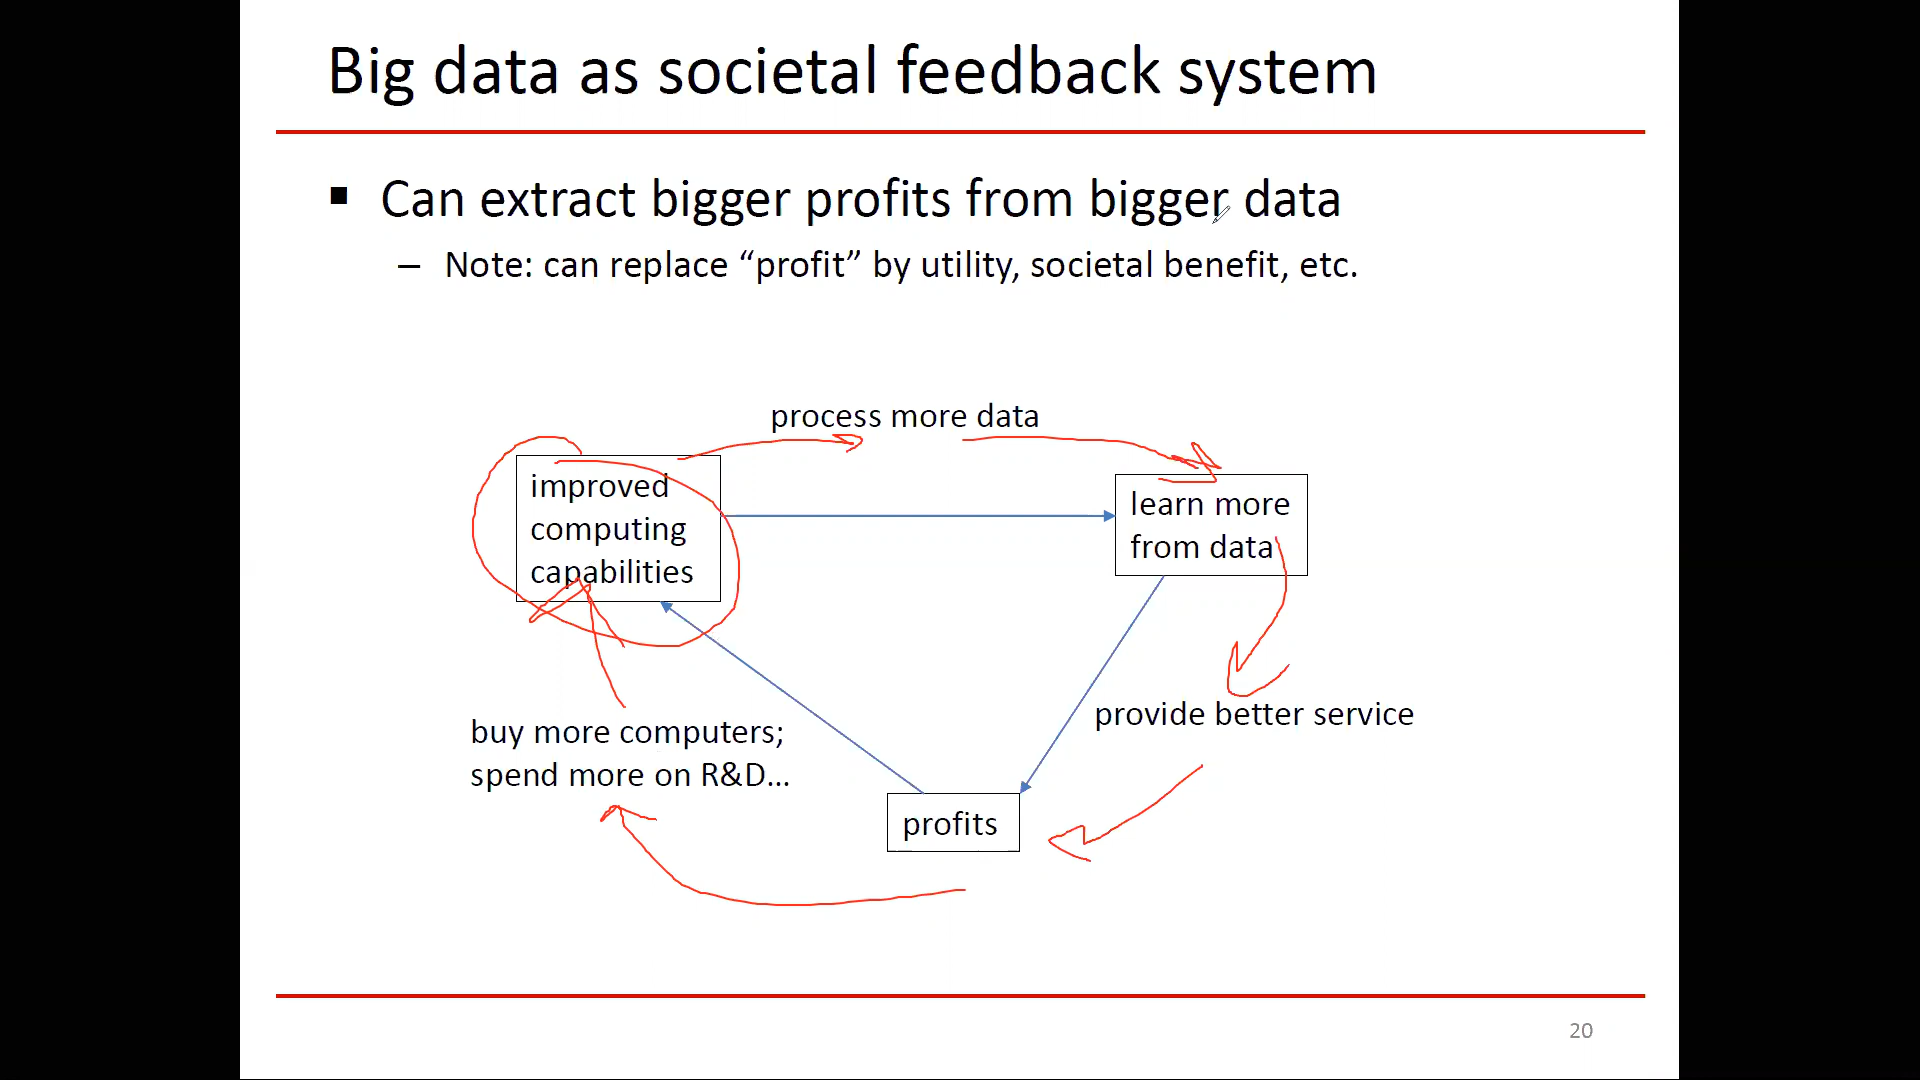 Big data as societal feedback system
▪ Can extract bigger profits from bigger data
– Note: can replace “profit” by utility, societal benefit, etc.
process more data
improved
computing
capabilities
learn more
from data
provide better service
buy more computers;
spend more on R&D...
profits
20